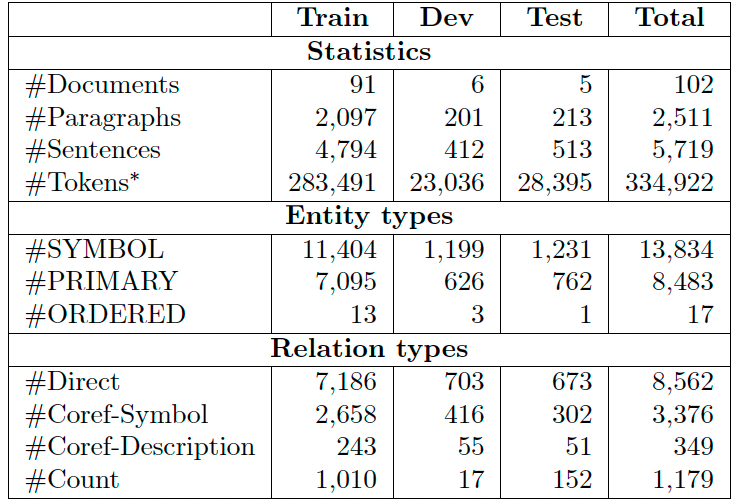 Train Dev Test Total
Statistics
#Documents 91 6 5 102
#Paragraphs 2,097 201 213 2,511
#Sentences 4,794 412 513 5,719
#Tokens* 283,491 23,036 28,395 334,922
Entity types
#SYMBOL 11,404 1,199 1,231 13,834
#PRIMARY 7,095 626 762 8,483
#ORDERED 13 3 1 17
Relation types
#Direct 7,186 703 673 8,562
#Coref-Symbol 2,658 416 302 3,376
#Coref-Description 243 55 51 349
#Count 1,010 17 152 1,179